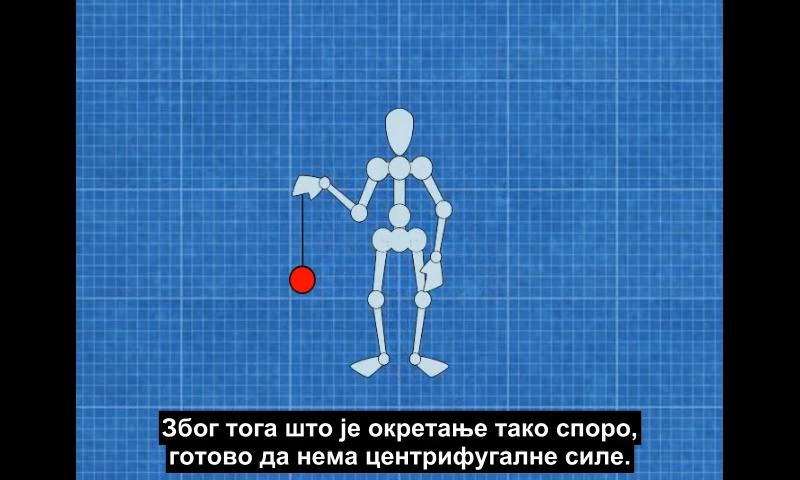 Због тога што је окретање тако споро,
готово да нема центрифугалне силе.